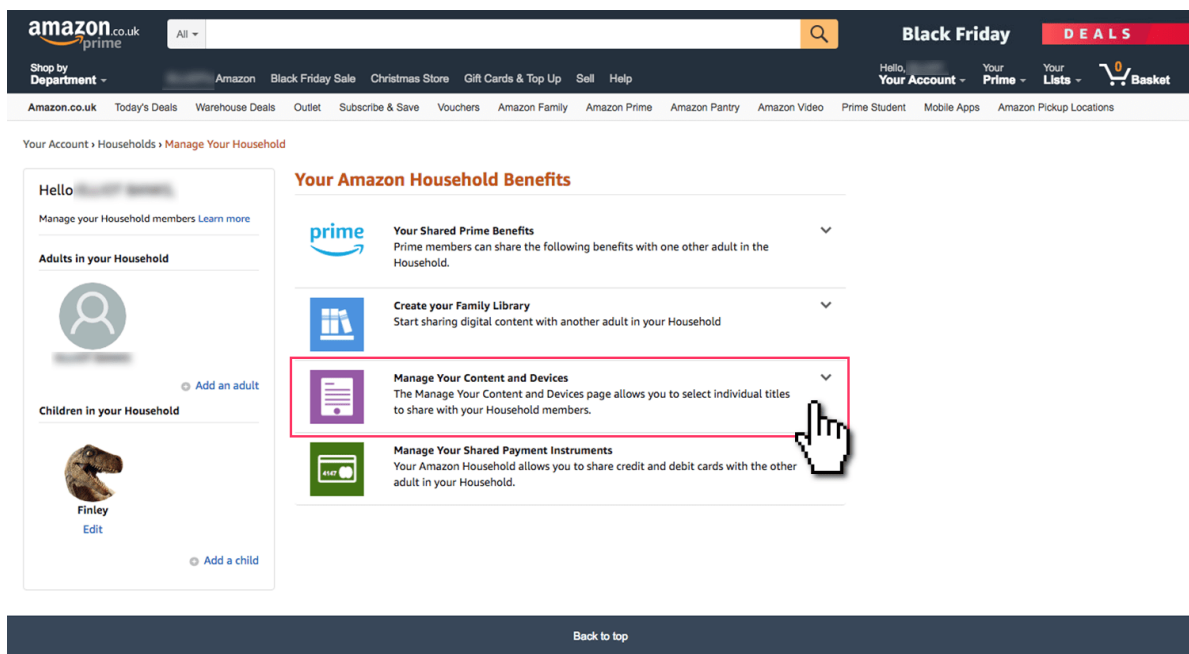 amazon.co.uk
prime
All
Black Friday
DEALS
Shop by
Department
Amazon
Black Friday Sale
Christmas Store
Gift Cards & Top Up
Sell
Help
Hello,
Your Account
Your
Prime
Your
Lists
0
Basket
Amazon.co.uk
Today's Deals
Warehouse Deals
Outlet
Subscribe & Save
Vouchers
Amazon Family
Amazon Prime
Amazon Pantry
Amazon Video
Prime Student
Mobile Apps
Amazon Pickup Locations
Your Account › Households › Manage Your Household
Hello
Manage your Household members Learn more
Adults in your Household
Add an adult
Children in your Household
Finley
Edit
Add a child
Your Amazon Household Benefits
prime
Your Shared Prime Benefits
Prime members can share the following benefits with one other adult in the
Household.
Create your Family Library
Start sharing digital content with another adult in your Household
Manage Your Content and Devices
The Manage Your Content and Devices page allows you to select individual titles
to share with your Household members.
4147
Manage Your Shared Payment Instruments
Your Amazon Household allows you to share credit and debit cards with the other
adult in your Household.
Back to top